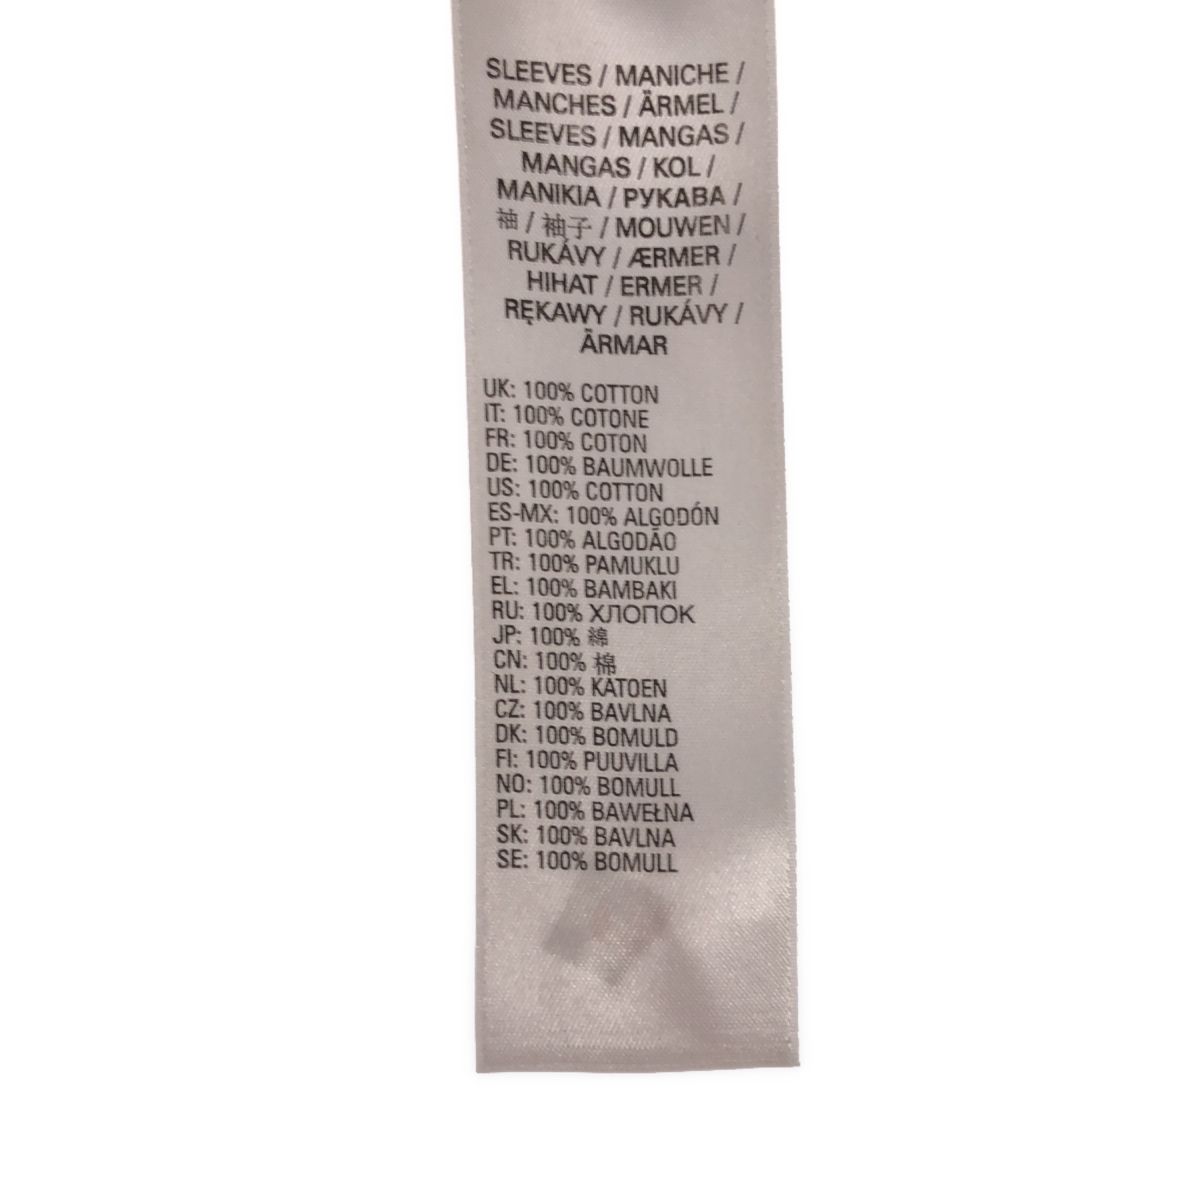 SLEEVES / MANICHE /
MANCHES / ÄRMEL /
SLEEVES / MANGAS /
MANGAS / KOL /
MANIKIA / РУКАВА /
袖 / 袖子 / MOUWEN /
RUKÁVY / ÆRMER /
HIHAT / ERMER /
RĘKAWY / RUKÁVY /
ÄRMAR
UK: 100% COTTON
IT: 100% COTONE
FR: 100% COTON
DE: 100% BAUMWOLLE
US: 100% COTTON
ES-MX: 100% ALGODÓN
PT: 100% ALGODÃO
TR: 100% PAMUKLU
EL: 100% BAMBAKI
RU: 100% ХЛОПОК
JP: 100% 綿
CN: 100% 棉
NL: 100% KATOEN
CZ: 100% BAVLNA
DK: 100% BOMULD
FI: 100% PUUVILLA
NO: 100% BOMULL
PL: 100% BAWEŁNA
SK: 100% BAVLNA
SE: 100% BOMULL